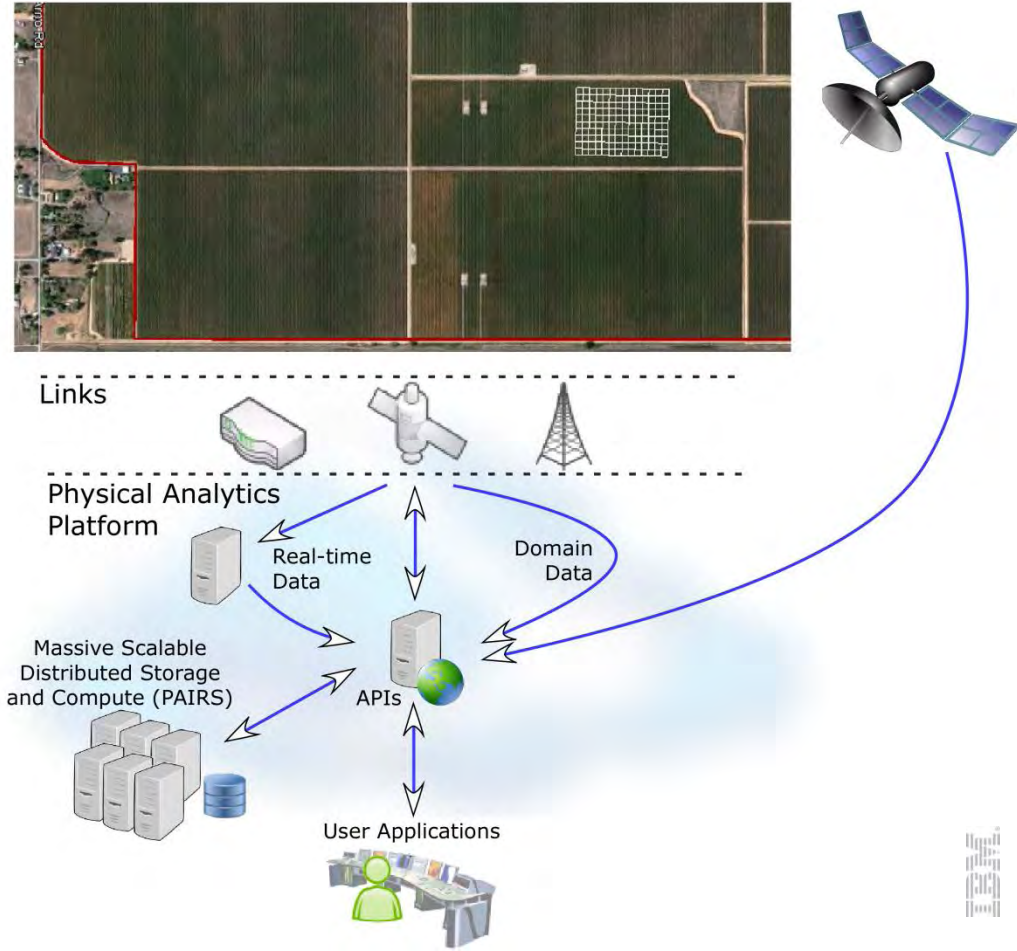 Links
Physical Analytics
Platform
Real-time
Data
Domain
Data
Massive Scalable
Distributed Storage
and Compute (PAIRS)
APIs
User Applications
IBM